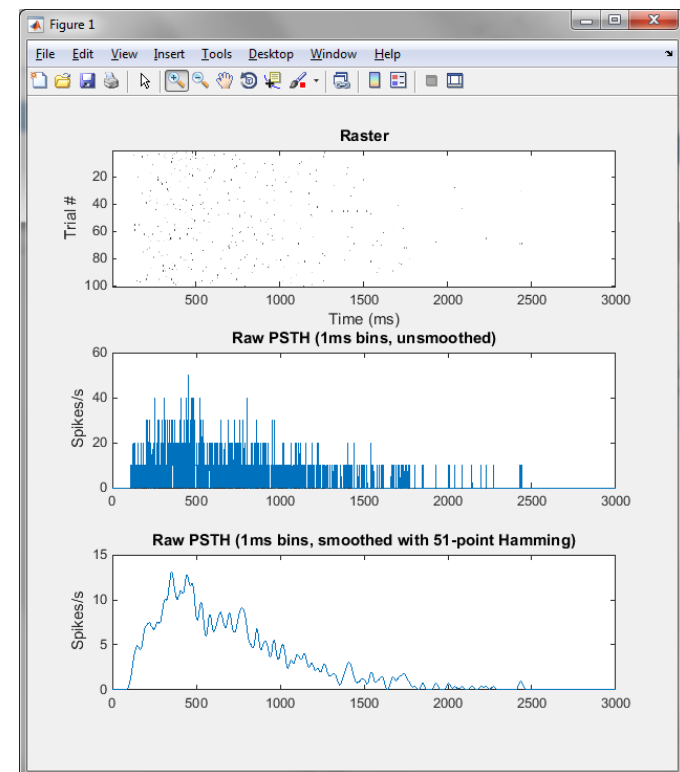 Figure 1
File Edit View Insert Tools Desktop Window Help
Raster
Trial #
20
40
60
80
100
500 1000 1500 2000 2500 3000
Time (ms)
Raw PSTH (1ms bins, unsmoothed)
Spikes/s
60
40
20
0
0 500 1000 1500 2000 2500 3000
Raw PSTH (1ms bins, smoothed with 51-point Hamming)
Spikes/s
15
10
5
0
0 500 1000 1500 2000 2500 3000